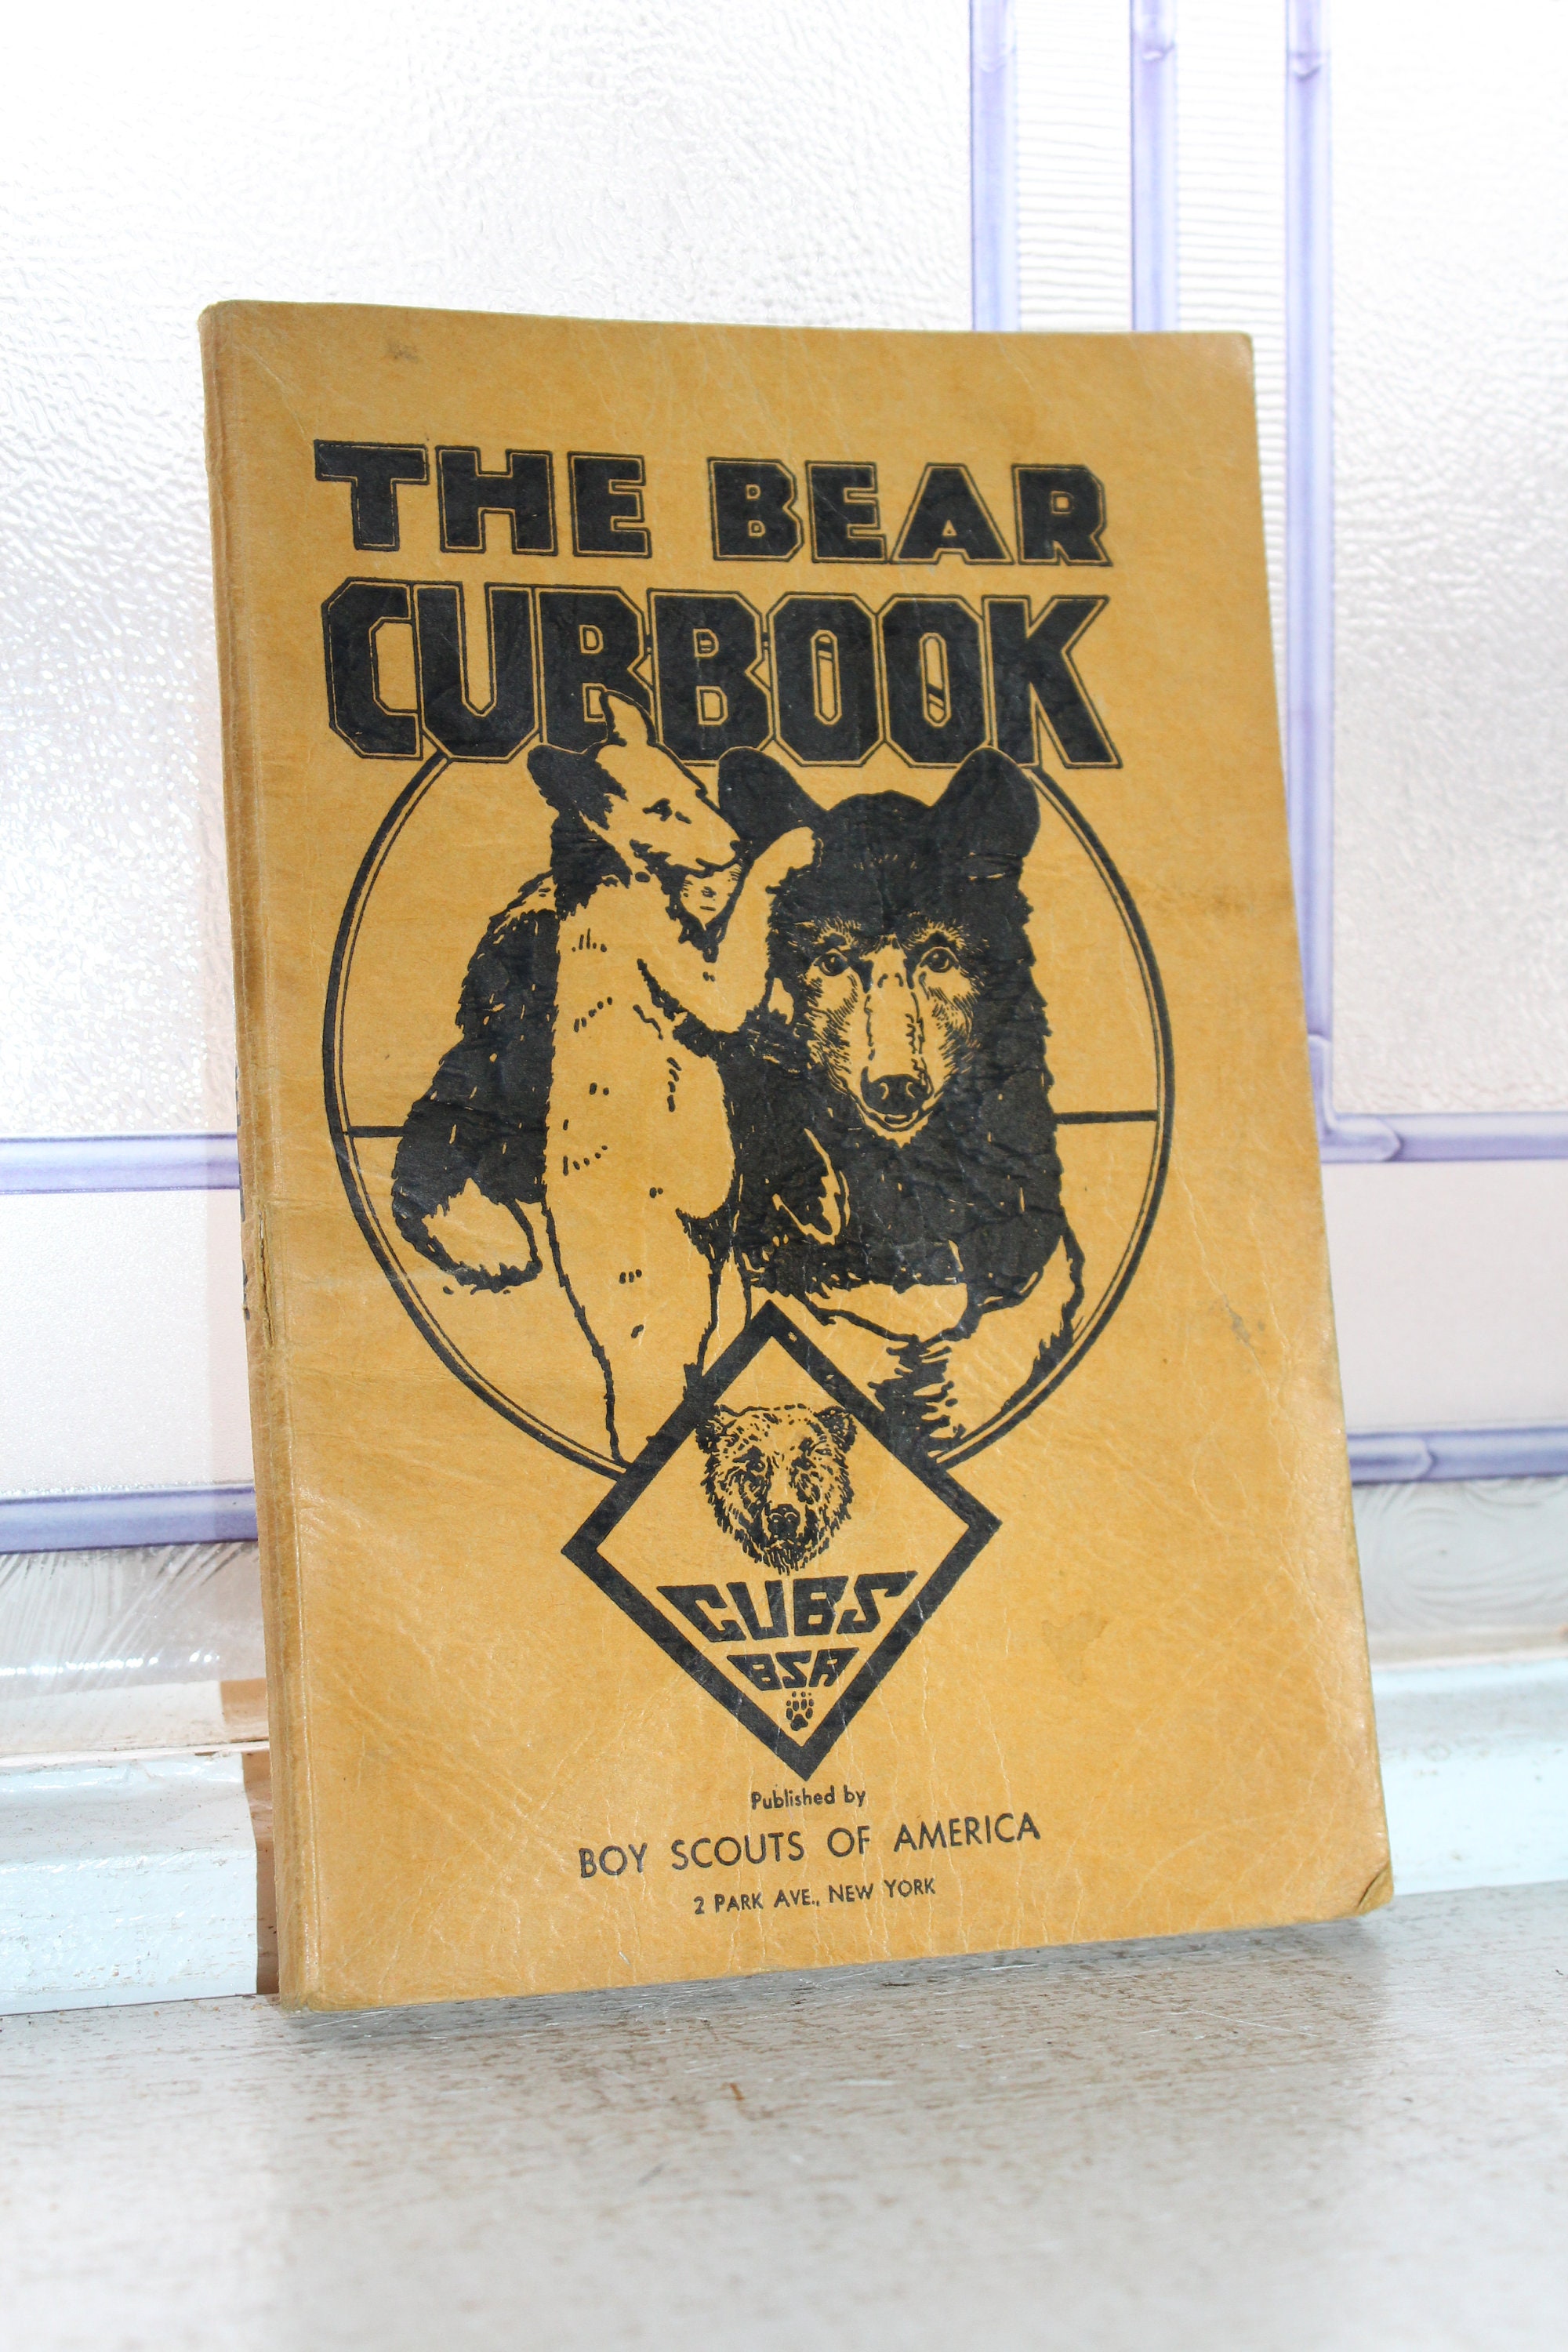 THE BEAR
CUBBOOK
CUBS
BSA
Published by
BOY SCOUTS OF AMERICA
2 PARK AVE., NEW YORK